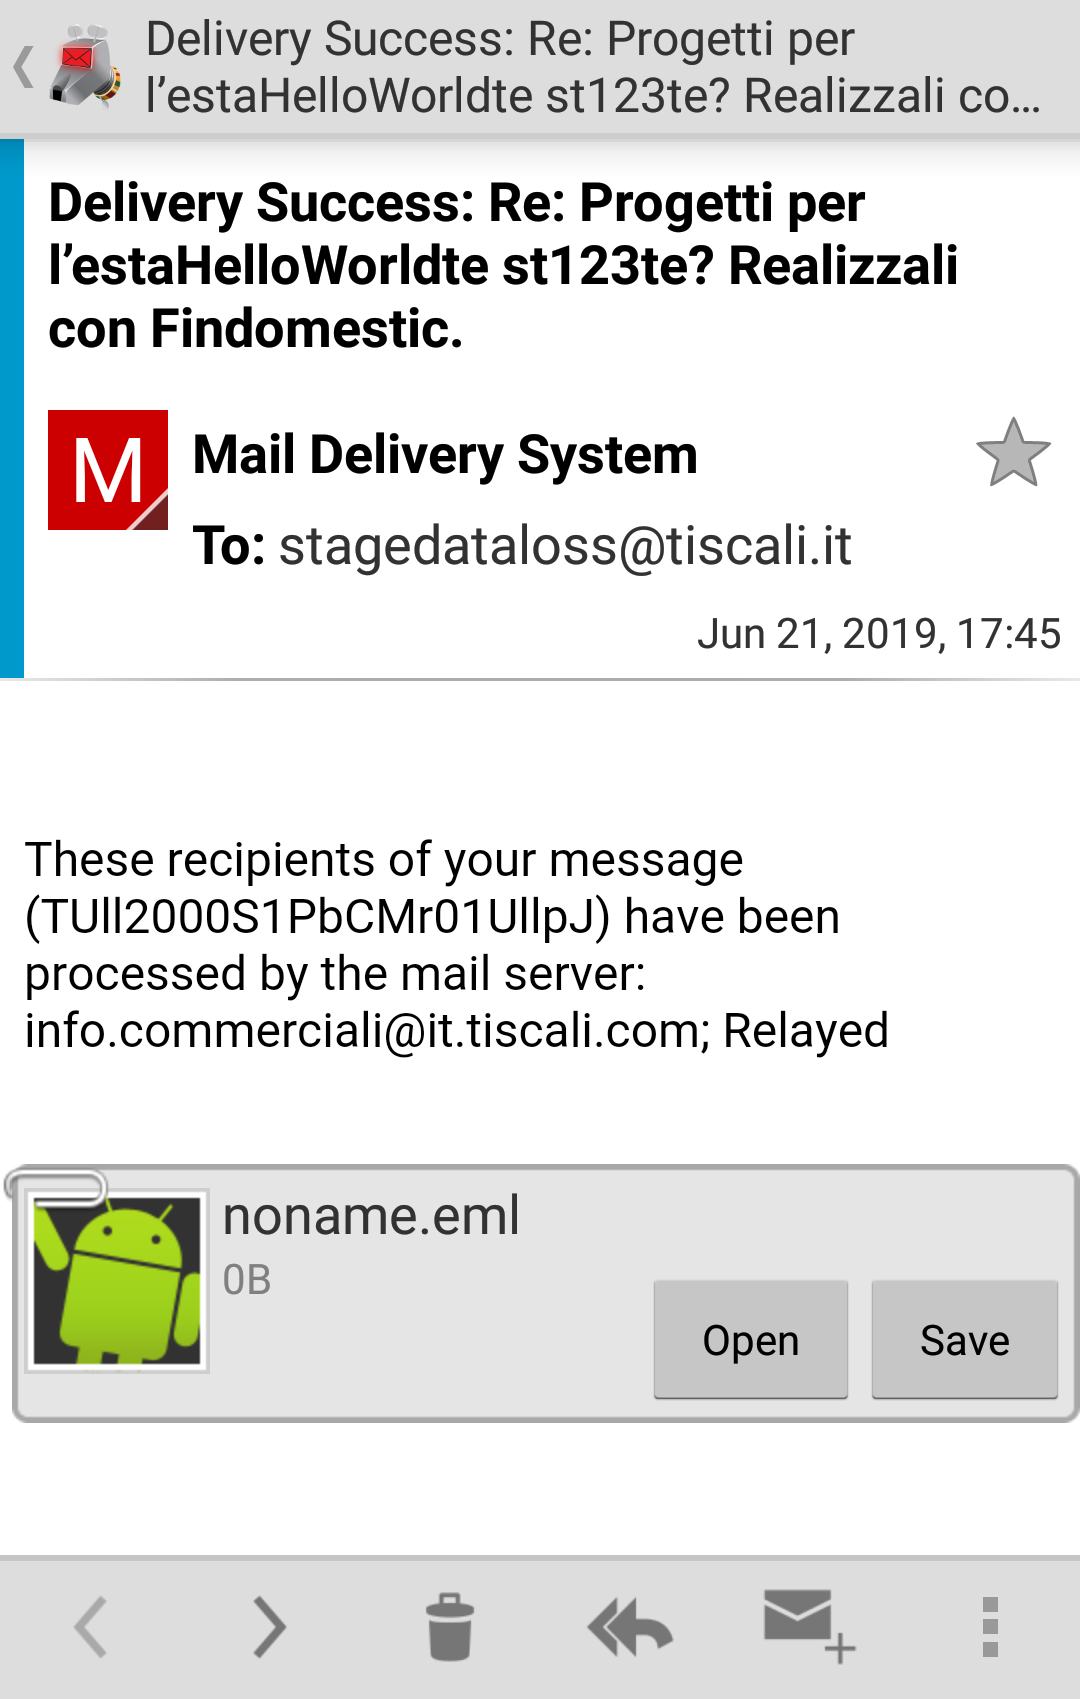 Delivery Success: Re: Progetti per
l’estaHelloWorldte st123te? Realizzali co...
Delivery Success: Re: Progetti per
l’estaHelloWorldte st123te? Realizzali
con Findomestic.
M
Mail Delivery System
To: stagedataloss@tiscali.it
Jun 21, 2019, 17:45
These recipients of your message
(TUll2000S1PbCMr01UllpJ) have been
processed by the mail server:
info.commerciali@it.tiscali.com; Relayed
noname.eml
0B
Open
Save